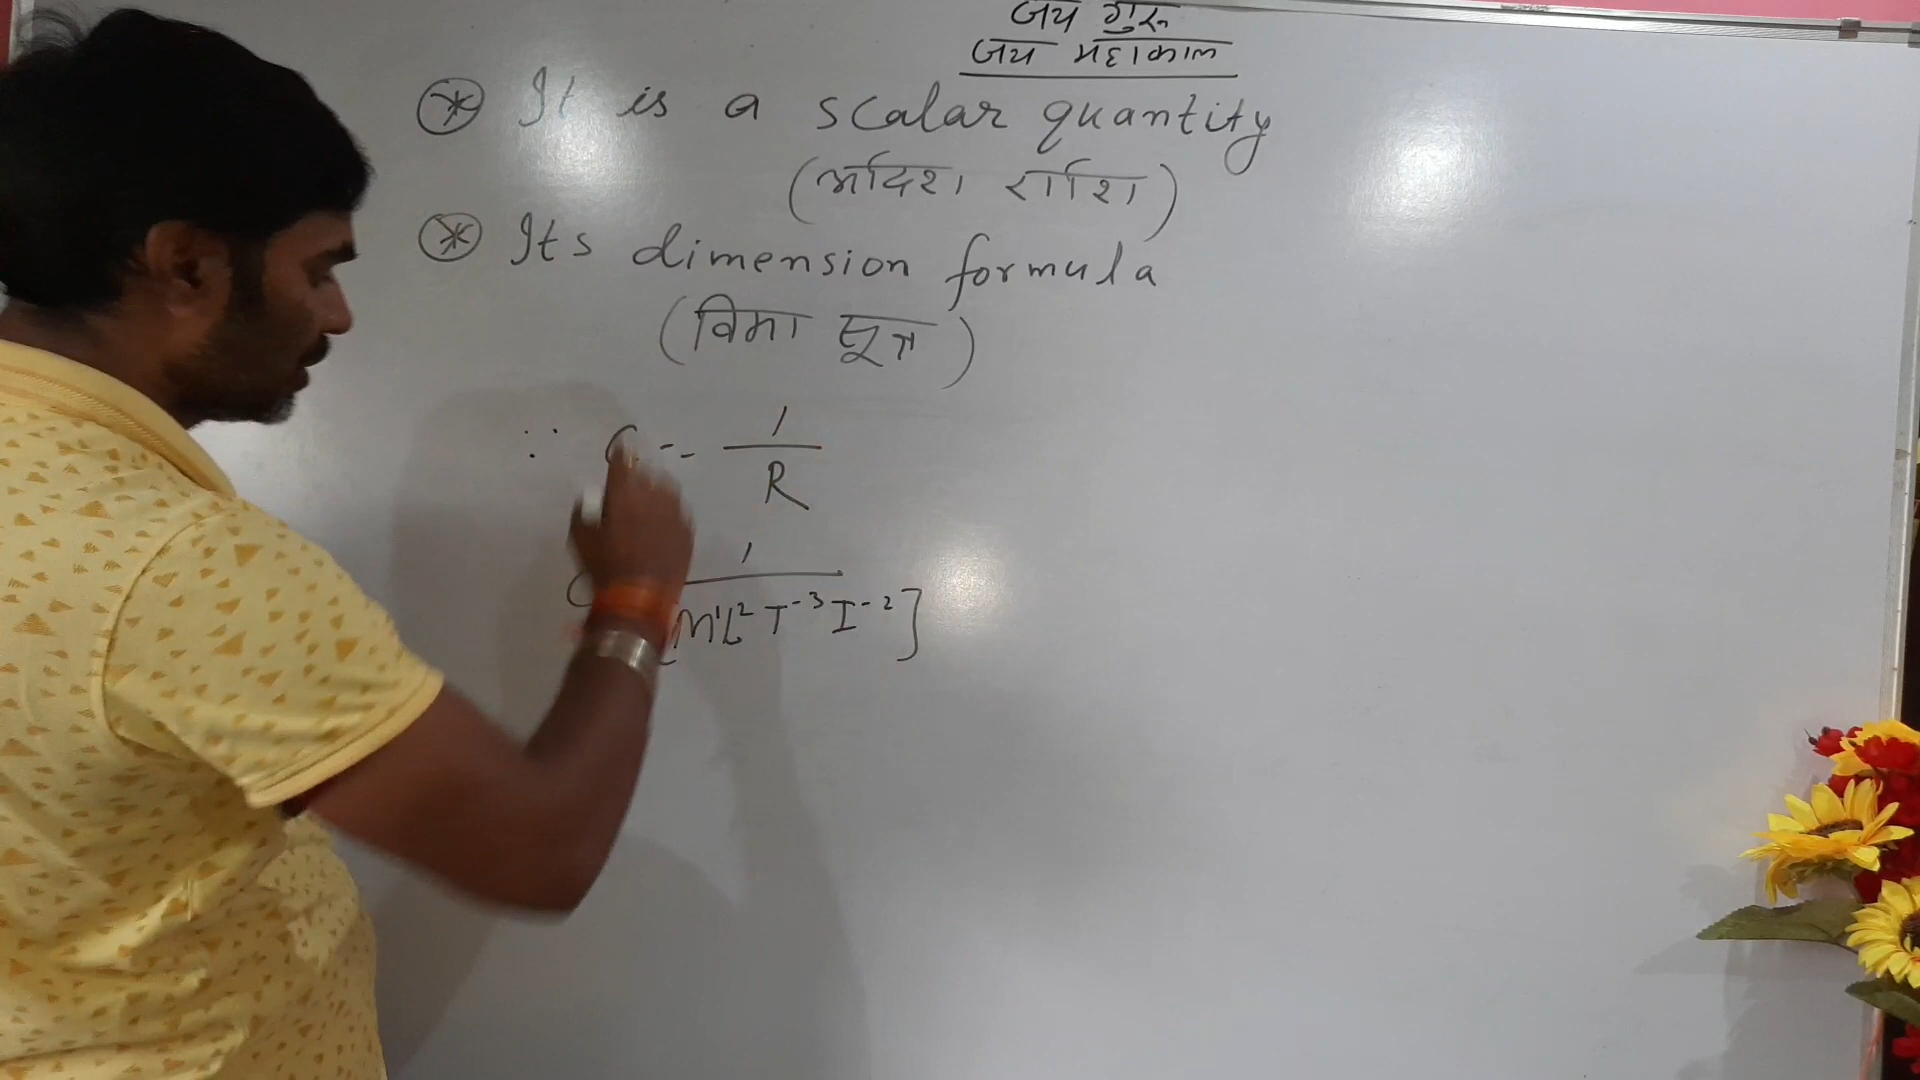 जय गुरु
जय महाकाल
* It is a scalar quantity
(अदिश राशि)
* Its dimension formula
(विमा सूत्र)
∵ = 1/R
1/[M¹L²T⁻³I⁻²]